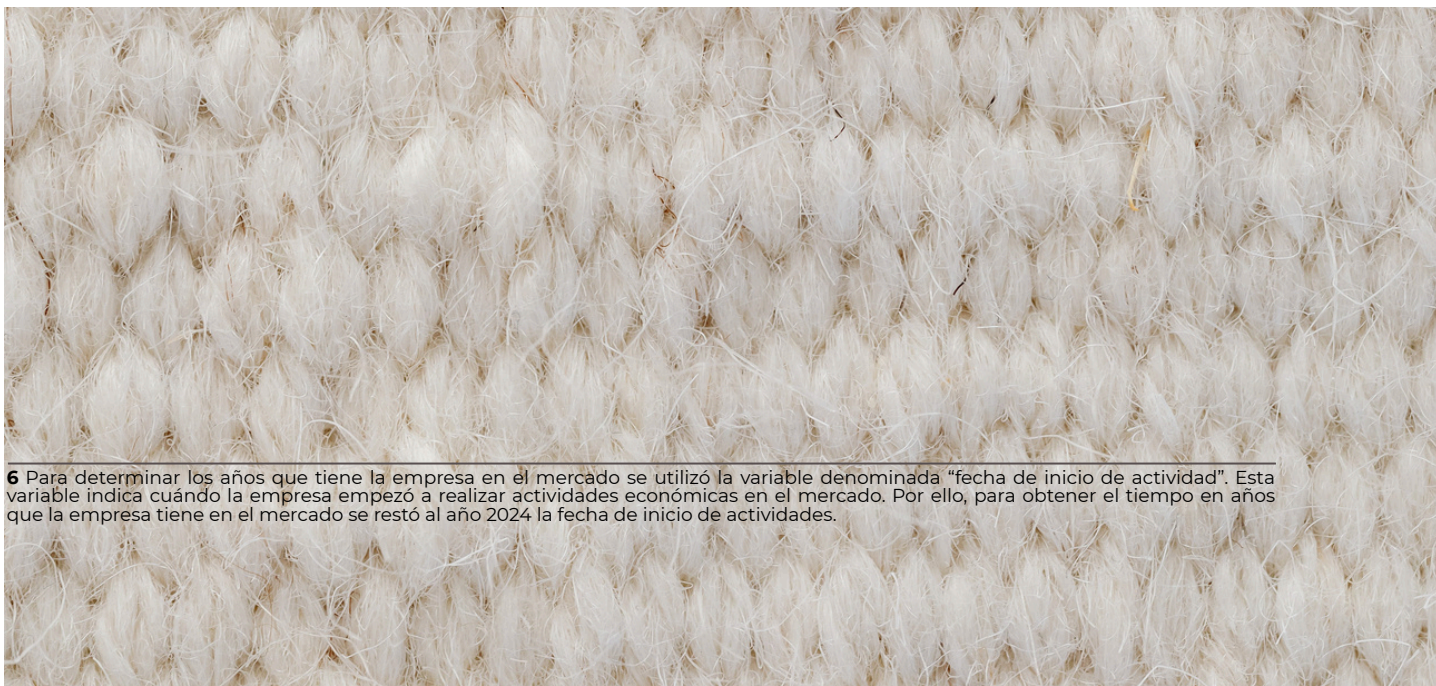 6 Para determinar los años que tiene la empresa en el mercado se utilizó la variable denominada “fecha de inicio de actividad”. Esta
variable indica cuándo la empresa empezó a realizar actividades económicas en el mercado. Por ello, para obtener el tiempo en años
que la empresa tiene en el mercado se restó al año 2024 la fecha de inicio de actividades.